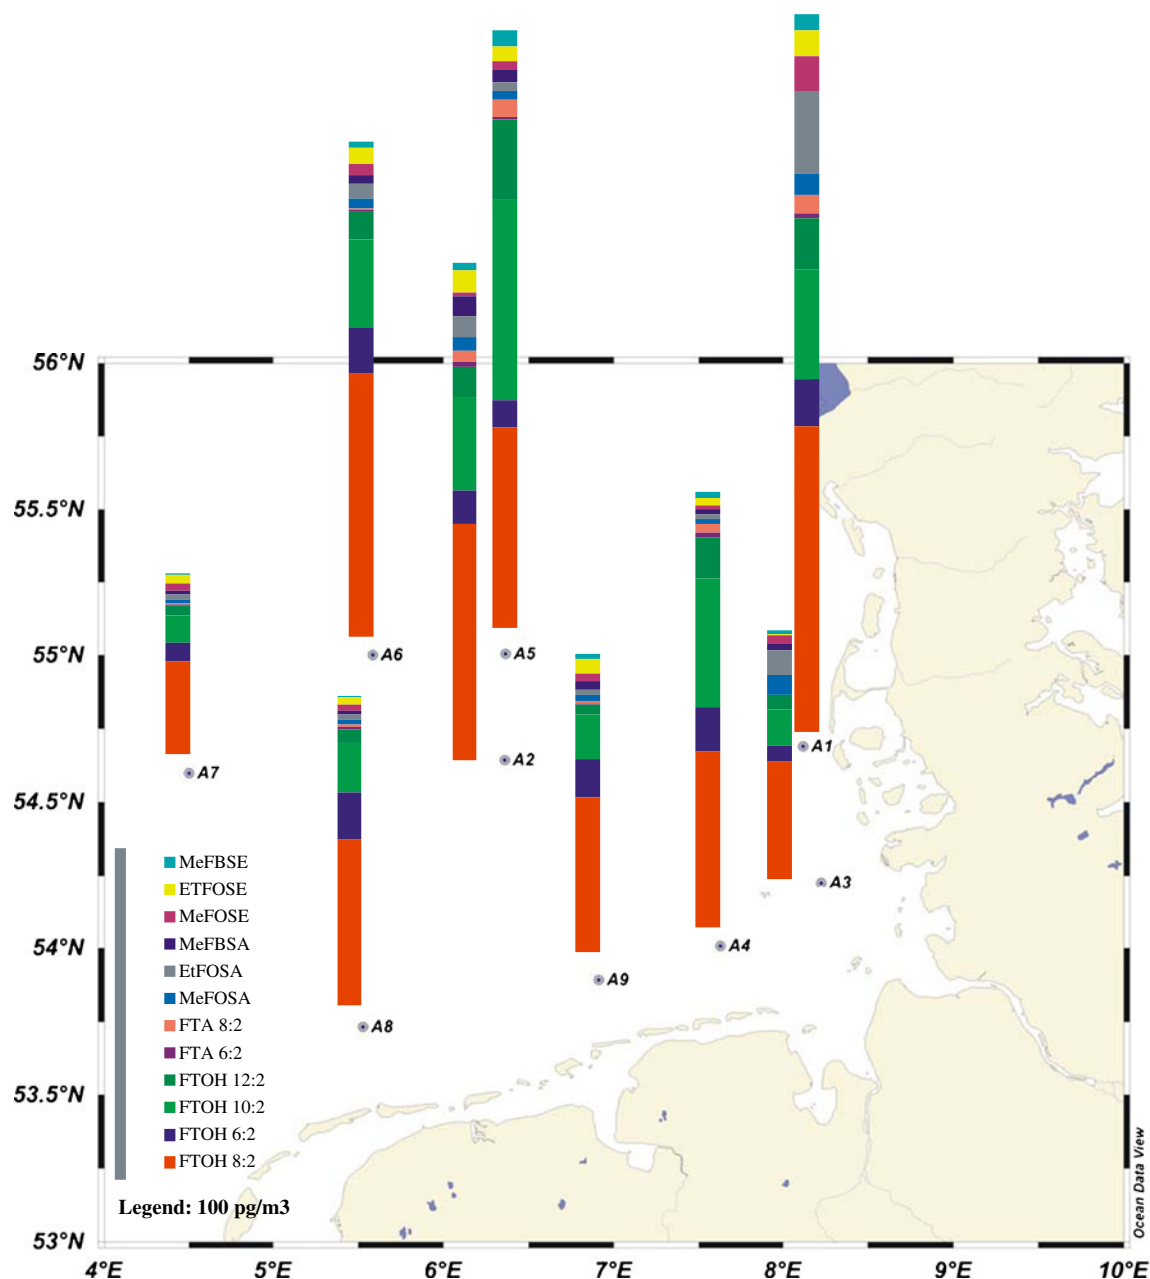 56°N
55.5°N
55°N
54.5°N
54°N
53.5°N
53°N
A6
A5
A2
A1
A7
A3
A4
A9
A8
MeFBSE
ETFOSE
MeFOSE
MeFBSA
EtFOSA
MeFOSA
FTA 8:2
FTA 6:2
FTOH 12:2
FTOH 10:2
FTOH 6:2
FTOH 8:2
Legend: 100 pg/m3
Ocean Data View
4°E
5°E
6°E
7°E
8°E
9°E
10°E